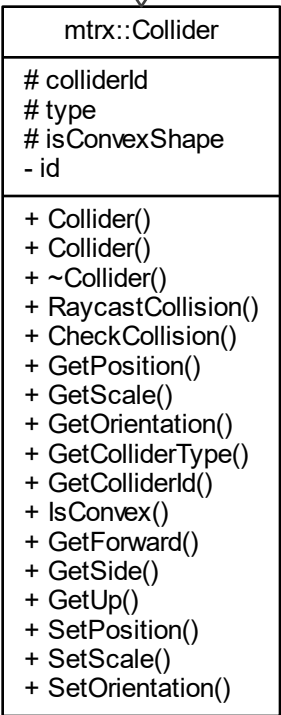 mtrx::Collider
# colliderId
# type
# isConvexShape
- id
+ Collider()
+ Collider()
+ ~Collider()
+ RaycastCollision()
+ CheckCollision()
+ GetPosition()
+ GetScale()
+ GetOrientation()
+ GetColliderType()
+ GetColliderId()
+ IsConvex()
+ GetForward()
+ GetSide()
+ GetUp()
+ SetPosition()
+ SetScale()
+ SetOrientation()